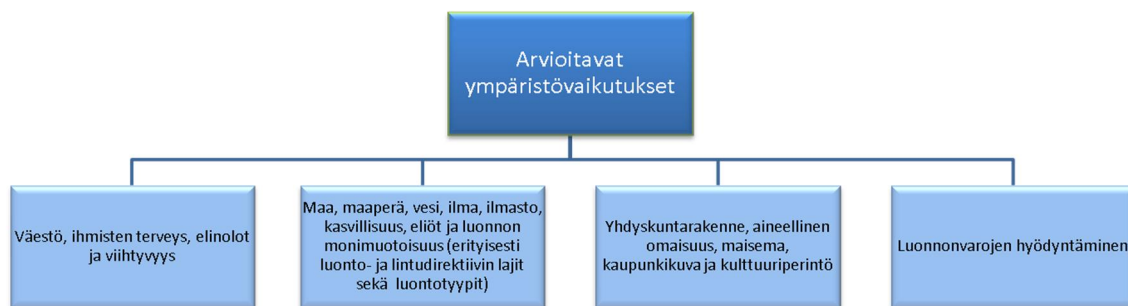 Arvioitavat
ympäristövaikutukset
Väestö, ihmisten terveys, elinolot
ja viihtyvyys
Maa, maaperä, vesi, ilma, ilmasto,
kasvillisuus, eliöt ja luonnon
monimuotoisuus (erityisesti
luonto- ja lintudirektiivin lajit
sekä luontotyypit)
Yhdyskuntarakenne, aineellinen
omaisuus, maisema,
kaupunkikuva ja kulttuuriperintö
Luonnonvarojen hyödyntäminen